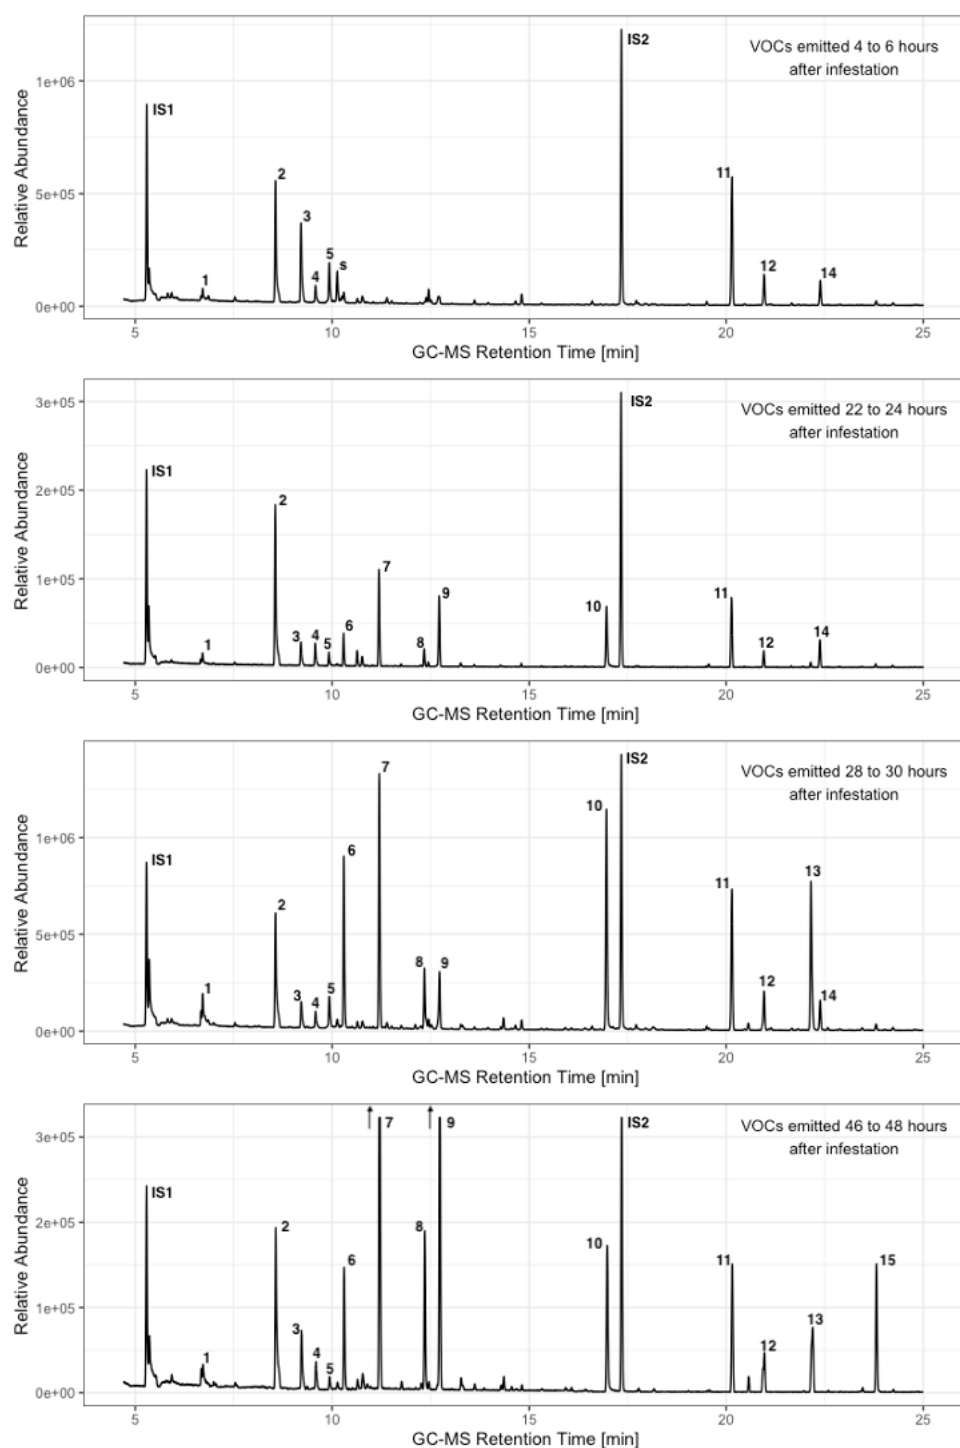 VOCs emitted 4 to 6 hours
after infestation
Relative Abundance
1e+06
5e+05
0e+00
IS1
1
2
3
4
5
s
IS2
11
12
14
5
10
15
20
25
GC-MS Retention Time [min]
VOCs emitted 22 to 24 hours
after infestation
Relative Abundance
3e+05
2e+05
1e+05
0e+00
IS1
1
2
3
4
5
6
7
8
9
10
IS2
11
12
14
5
10
15
20
25
GC-MS Retention Time [min]
VOCs emitted 28 to 30 hours
after infestation
Relative Abundance
1e+06
5e+05
0e+00
IS1
1
2
3
4
5
6
7
8
9
10
IS2
11
12
13
14
5
10
15
20
25
GC-MS Retention Time [min]
VOCs emitted 46 to 48 hours
after infestation
Relative Abundance
3e+05
2e+05
1e+05
0e+00
IS1
1
2
3
4
5
6
7
8
9
10
IS2
11
12
13
15
5
10
15
20
25
GC-MS Retention Time [min]